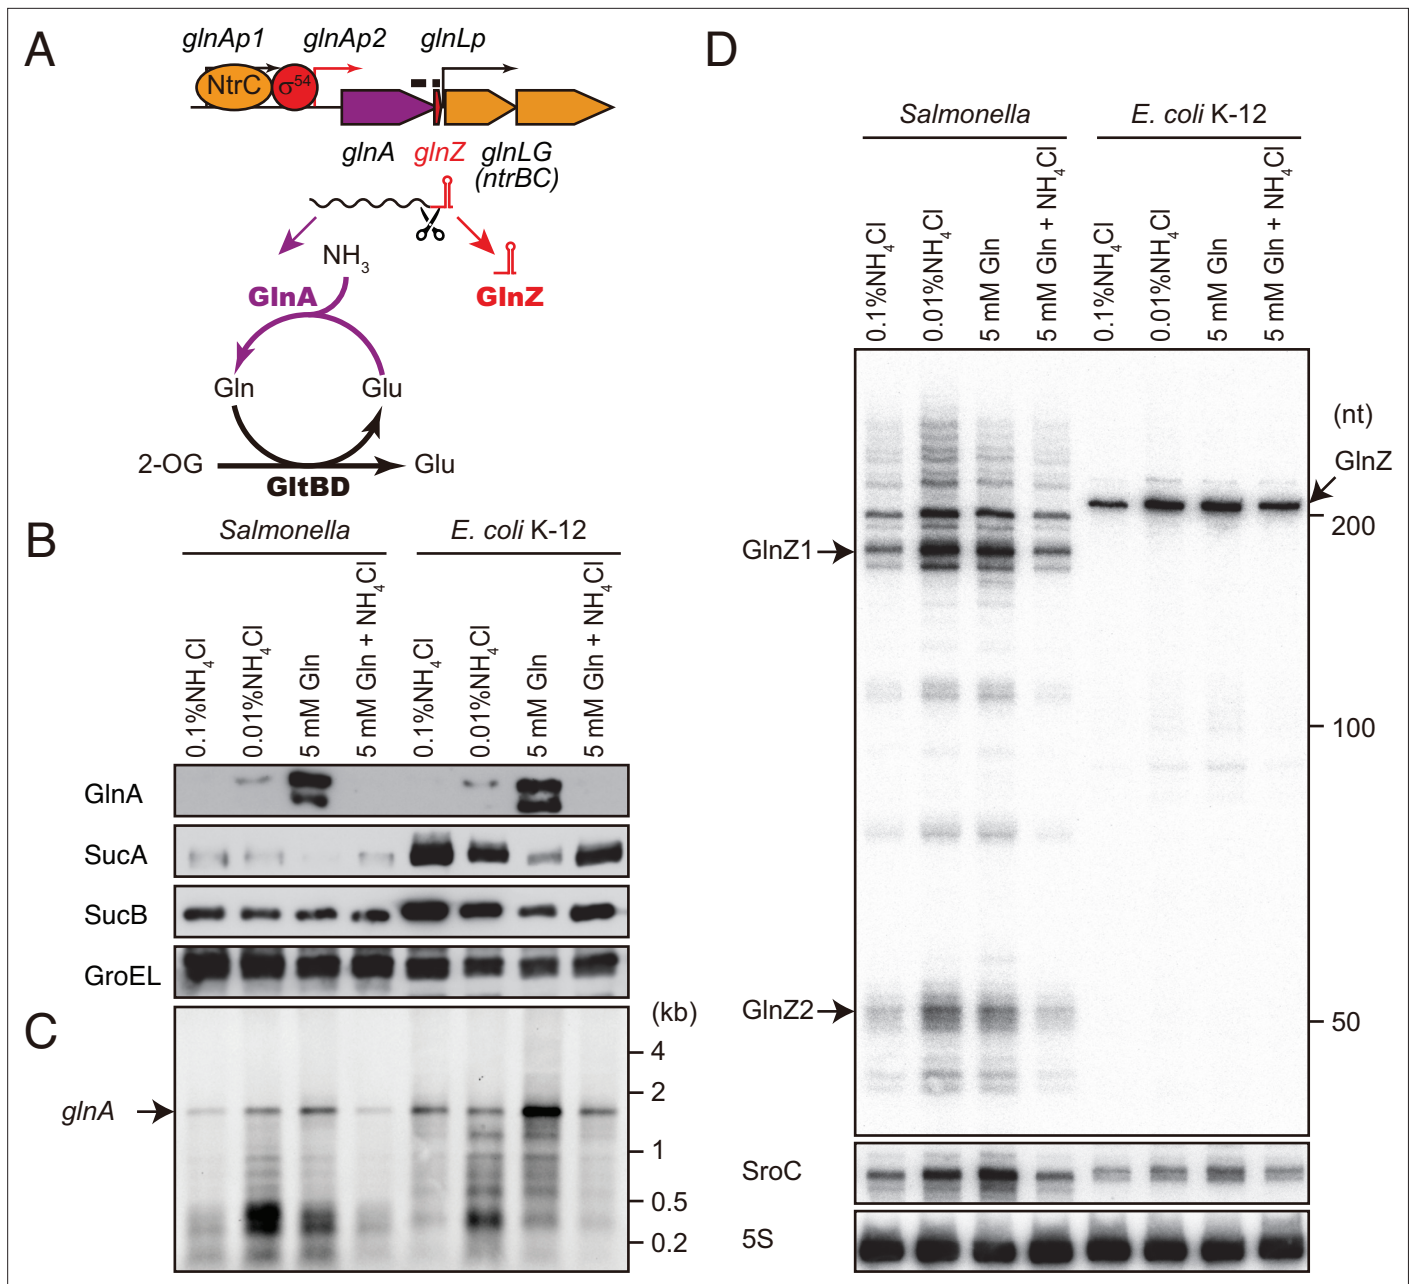 A
glnAp1 glnAp2 glnLp
NtrC σ-54
glnA glnZ glnLG
(ntrBC)
NH3
GlnA GlnZ
Gln Glu
2-OG Glu
GltBD
B
Salmonella E. coli K-12
0.1%NH4Cl
0.01%NH4Cl
5 mM Gln
5 mM Gln + NH4Cl
0.1%NH4Cl
0.01%NH4Cl
5 mM Gln
5 mM Gln + NH4Cl
GlnA
SucA
SucB
GroEL
C
(kb)
4
2
glnA
1
0.5
0.2
D
Salmonella E. coli K-12
0.1%NH4Cl
0.01%NH4Cl
5 mM Gln
5 mM Gln + NH4Cl
0.1%NH4Cl
0.01%NH4Cl
5 mM Gln
5 mM Gln + NH4Cl
(nt)
GlnZ
200
GlnZ1
100
GlnZ2
50
SroC
5S